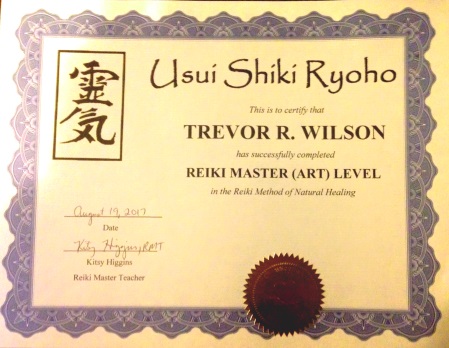 靈
気
Usui Shiki Ryoho
This is to certify that
TREVOR R. WILSON
has successfully completed
REIKI MASTER (ART) LEVEL
in the Reiki Method of Natural Healing
August 19, 2017
Date
Kitsy Higgins, RMT
Kitsy Higgins
Reiki Master Teacher